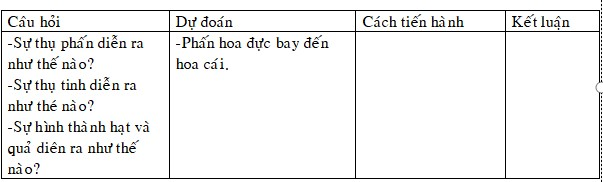 Câu hỏi
Dự đoán
Cách tiến hành
Kết luận
-Sự thụ phấn diễn ra
như thế nào?
-Sự thụ tinh diễn ra
như thé nào?
-Sự hình thành hạt và
quả diên ra như thế
nào?
-Phấn hoa đực bay đến
hoa cái.